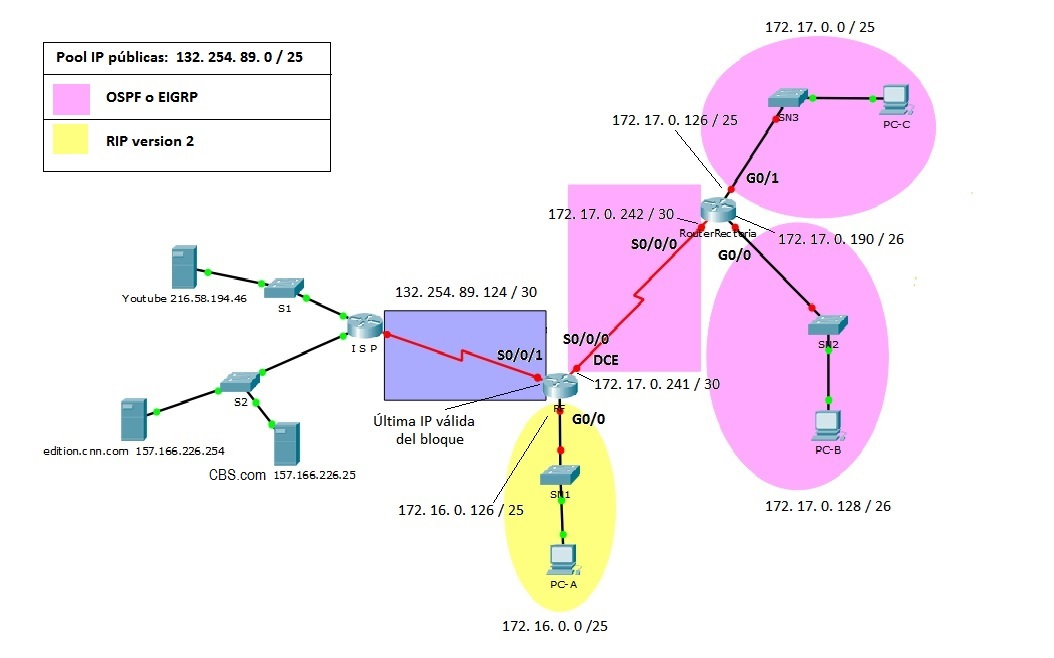 Pool IP públicas: 132. 254. 89. 0 / 25
OSPF o EIGRP
RIP version 2
172. 17. 0. 0 / 25
SN3
PC-C
172. 17. 0. 126 / 25
G0/1
172. 17. 0. 242 / 30
RouterRectoria
S0/0/0
172. 17. 0. 190 / 26
G0/0
Youtube 216.58.194.46
S1
132. 254. 89. 124 / 30
I S P
S0/0/1
S0/0/0
DCE
SN2
172. 17. 0. 241 / 30
S2
Última IP válida
del bloque
G0/0
edition.cnn.com 157.166.226.254
CBS.com 157.166.226.25
PC-B
SN1
172. 16. 0. 126 / 25
172. 17. 0. 128 / 26
PC-A
172. 16. 0. 0 /25